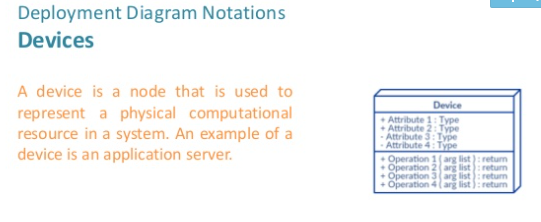 Deployment Diagram Notations
Devices
A device is a node that is used to
represent a physical computational
resource in a system. An example of a
device is an application server.
Device
+ Attribute 1 : Type
+ Attribute 2 : Type
- Attribute 3 : Type
- Attribute 4 : Type
+ Operation 1 ( arg list ) : return
+ Operation 2 ( arg list ) : return
+ Operation 3 ( arg list ) : return
+ Operation 4 ( arg list ) : return